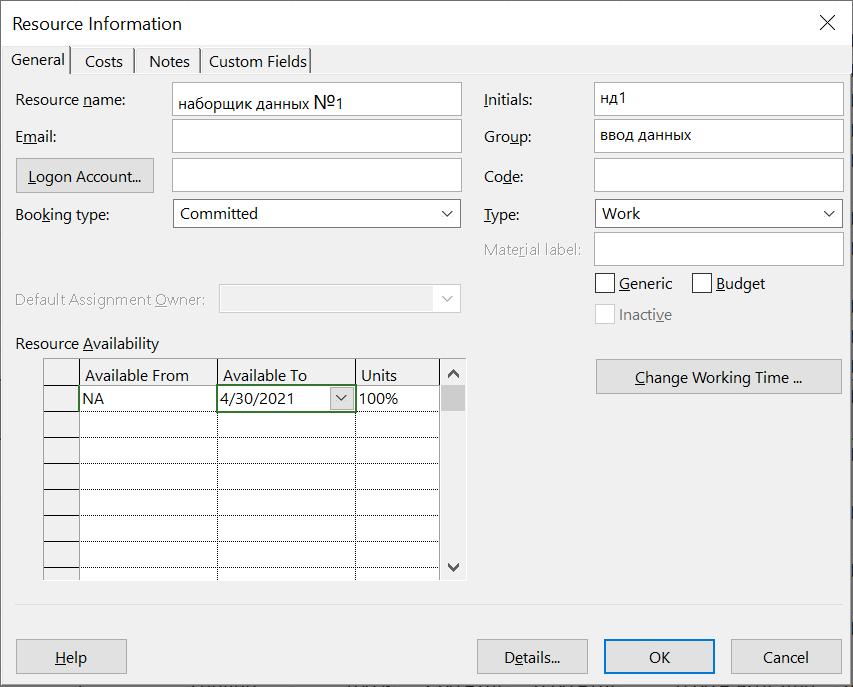 Resource Information
General Costs Notes Custom Fields
Resource name: наборщик данных №1 Initials: нд1
Email: Group: ввод данных
Logon Account... Code:
Booking type: Committed Type: Work
Material label:
Generic Budget
Default Assignment Owner:
Inactive
Resource Availability
Available From Available To Units
Change Working Time ...
NA 4/30/2021 100%
Help Details... OK Cancel